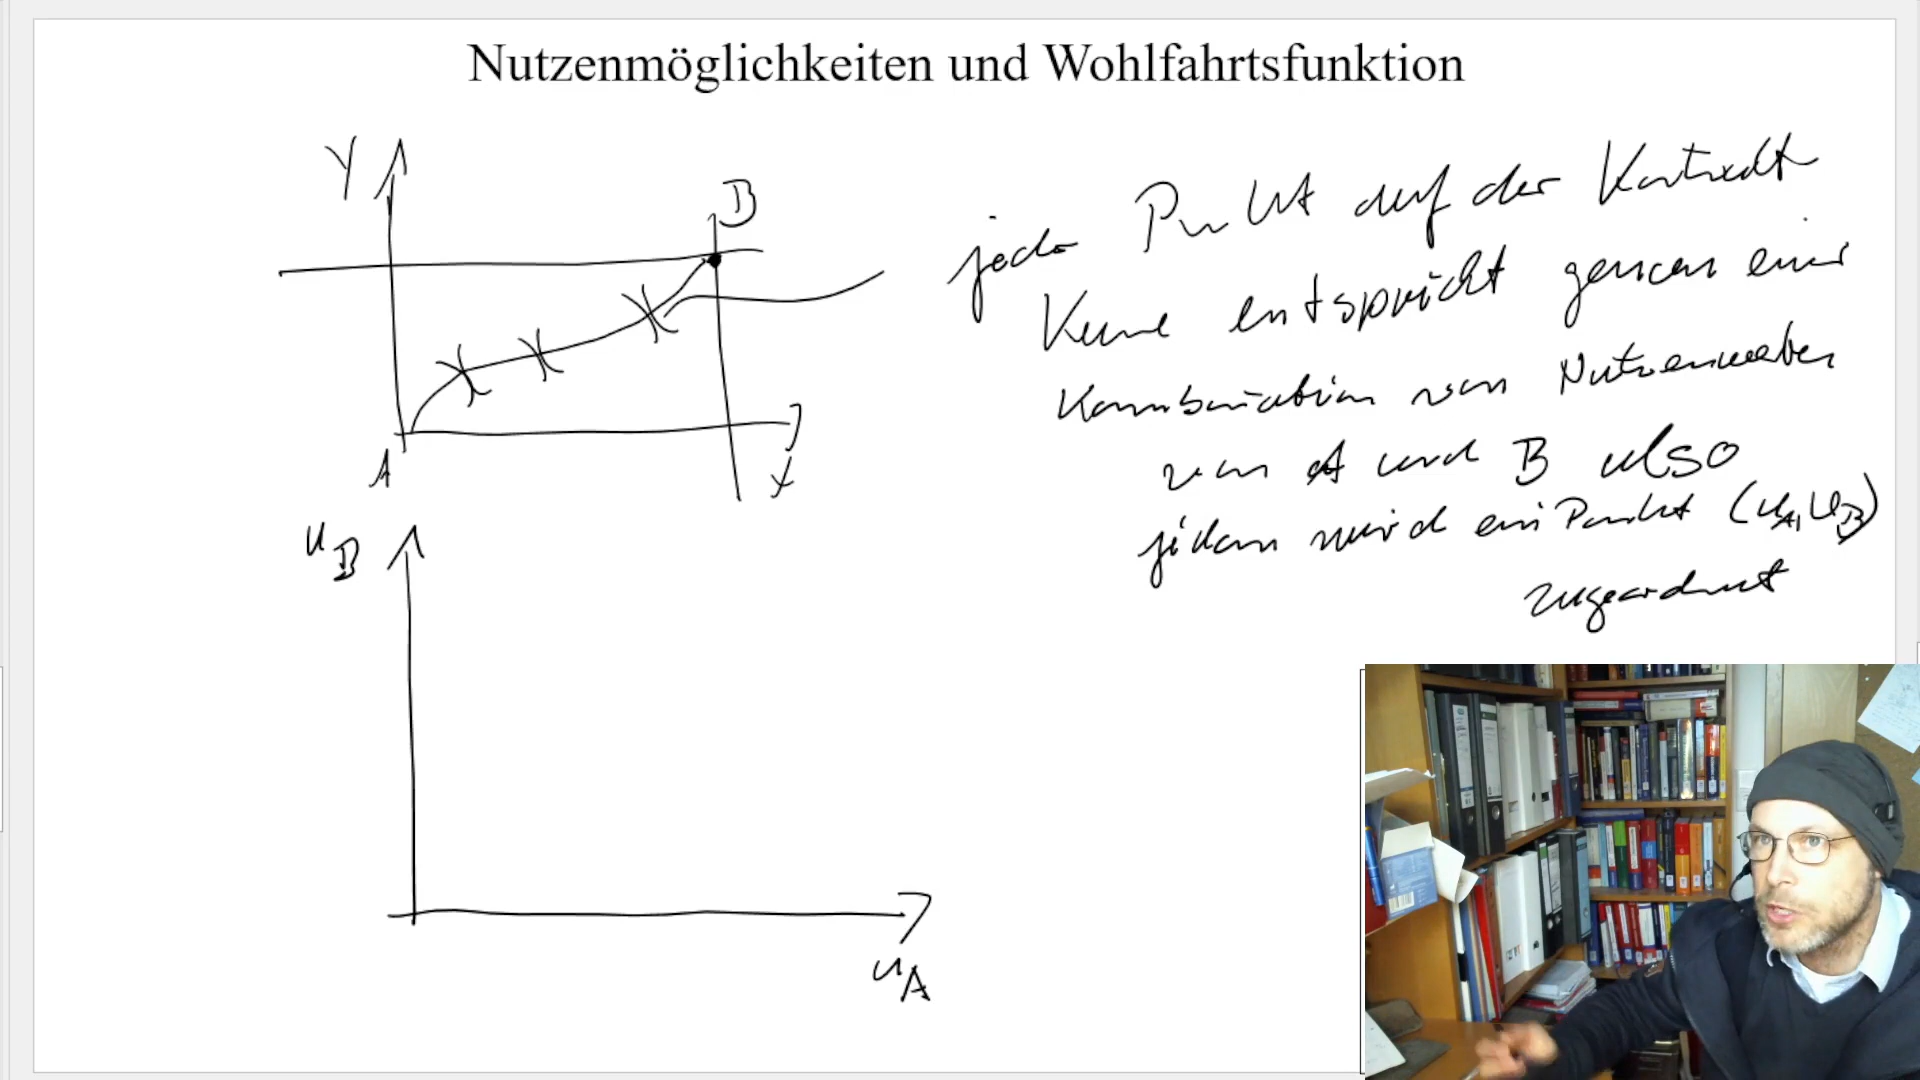 Nutzenmöglichkeiten und Wohlfahrtsfunktion
Y
B
A
X
jeder Punkt auf der Kontrakt
Kurve entspricht genau einer
Kombination von Nutzenwerten
von A und B also
jedem wird ein Punkt (u_A, u_B)
zugeordnet
u_B
u_A